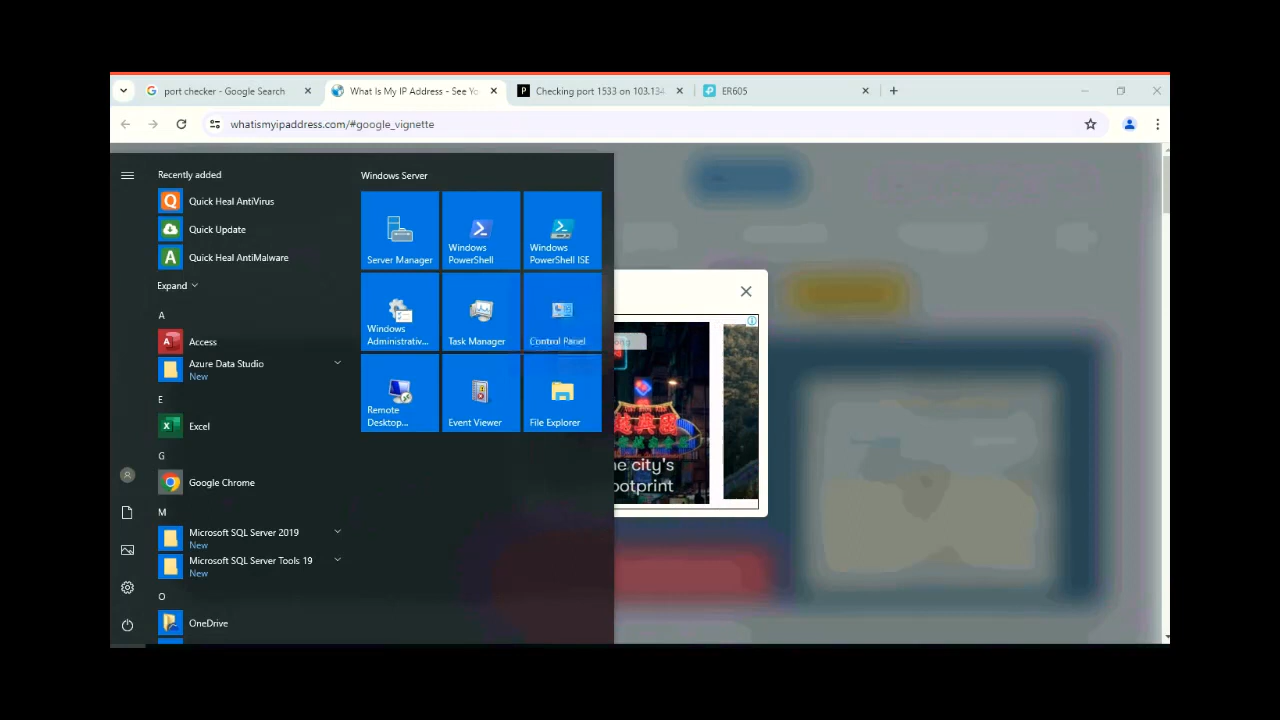 port checker - Google Search
What Is My IP Address - See Yo
Checking port 1533 on 103.134
ER605
whatismyipaddress.com/#google_vignette
Recently added
Quick Heal AntiVirus
Quick Update
Quick Heal AntiMalware
Expand
A
Access
Azure Data Studio
New
E
Excel
G
Google Chrome
M
Microsoft SQL Server 2019
New
Microsoft SQL Server Tools 19
New
O
OneDrive
Windows Server
Server Manager
Windows
PowerShell
Windows
PowerShell ISE
Windows
Administrativ...
Task Manager
Control Panel
Remote
Desktop...
Event Viewer
File Explorer
city's